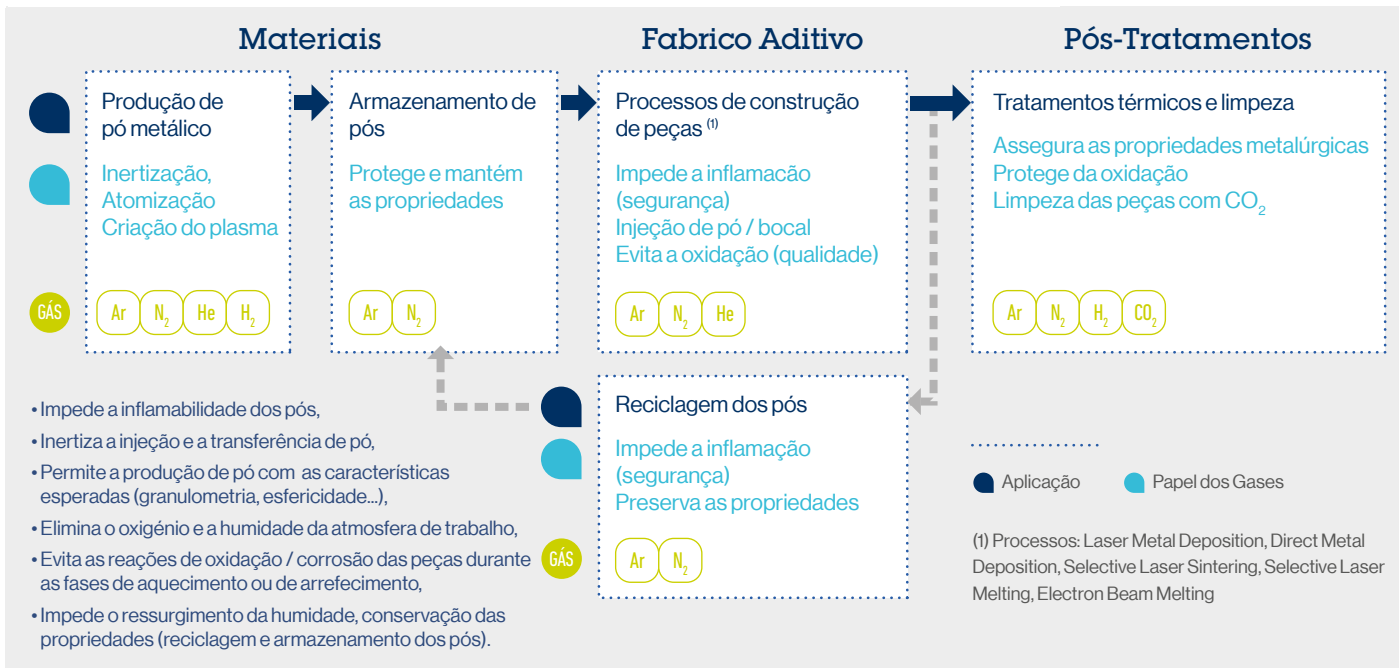 Materiais
Fabrico Aditivo
Pós-Tratamentos
Produção de
pó metálico
Inertização,
Atomização
Criação do plasma
GÁS
Ar N₂ He H₂
Armazenamento de
pós
Protege e mantém
as propriedades
Ar N₂
Processos de construção
de peças (1)
Impede a inflamacão
(segurança)
Injeção de pó / bocal
Evita a oxidação (qualidade)
Ar N₂ He
Tratamentos térmicos e limpeza
Assegura as propriedades metalúrgicas
Protege da oxidação
Limpeza das peças com CO₂
Ar N₂ H₂ CO₂
• Impede a inflamabilidade dos pós,
• Inertiza a injeção e a transferência de pó,
• Permite a produção de pó com as características
esperadas (granulometria, esfericidade...),
• Elimina o oxigénio e a humidade da atmosfera de trabalho,
• Evita as reações de oxidação / corrosão das peças durante
as fases de aquecimento ou de arrefecimento,
• Impede o ressurgimento da humidade, conservação das
propriedades (reciclagem e armazenamento dos pós).
Reciclagem dos pós
Impede a inflamação
(segurança)
Preserva as propriedades
GÁS
Ar N₂
Aplicação
Papel dos Gases
(1) Processos: Laser Metal Deposition, Direct Metal
Deposition, Selective Laser Sintering, Selective Laser
Melting, Electron Beam Melting